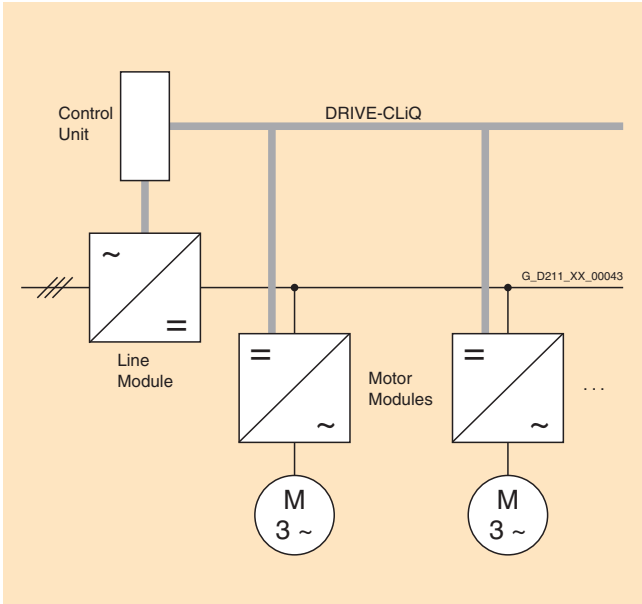 Control
Unit
DRIVE-CLiQ
~
=
G_D211_XX_00043
Line
Module
=
~
Motor
Modules
=
~
. . .
M
3 ~
M
3 ~